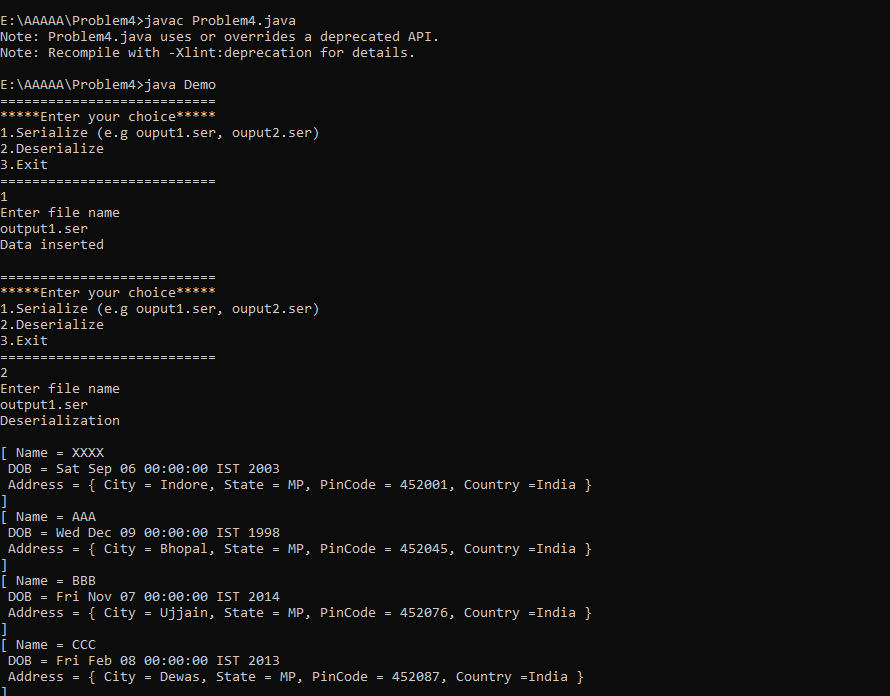 E:\AAAAA\Problem4>javac Problem4.java
Note: Problem4.java uses or overrides a deprecated API.
Note: Recompile with -Xlint:deprecation for details.
E:\AAAAA\Problem4>java Demo
===========================
*****Enter your choice*****
1.Serialize (e.g ouput1.ser, ouput2.ser)
2.Deserialize
3.Exit
===========================
1
Enter file name
output1.ser
Data inserted
===========================
*****Enter your choice*****
1.Serialize (e.g ouput1.ser, ouput2.ser)
2.Deserialize
3.Exit
===========================
2
Enter file name
output1.ser
Deserialization
[ Name = XXXX
 DOB = Sat Sep 06 00:00:00 IST 2003
 Address = { City = Indore, State = MP, PinCode = 452001, Country =India }
]
[ Name = AAA
 DOB = Wed Dec 09 00:00:00 IST 1998
 Address = { City = Bhopal, State = MP, PinCode = 452045, Country =India }
]
[ Name = BBB
 DOB = Fri Nov 07 00:00:00 IST 2014
 Address = { City = Ujjain, State = MP, PinCode = 452076, Country =India }
]
[ Name = CCC
 DOB = Fri Feb 08 00:00:00 IST 2013
 Address = { City = Dewas, State = MP, PinCode = 452087, Country =India }
]